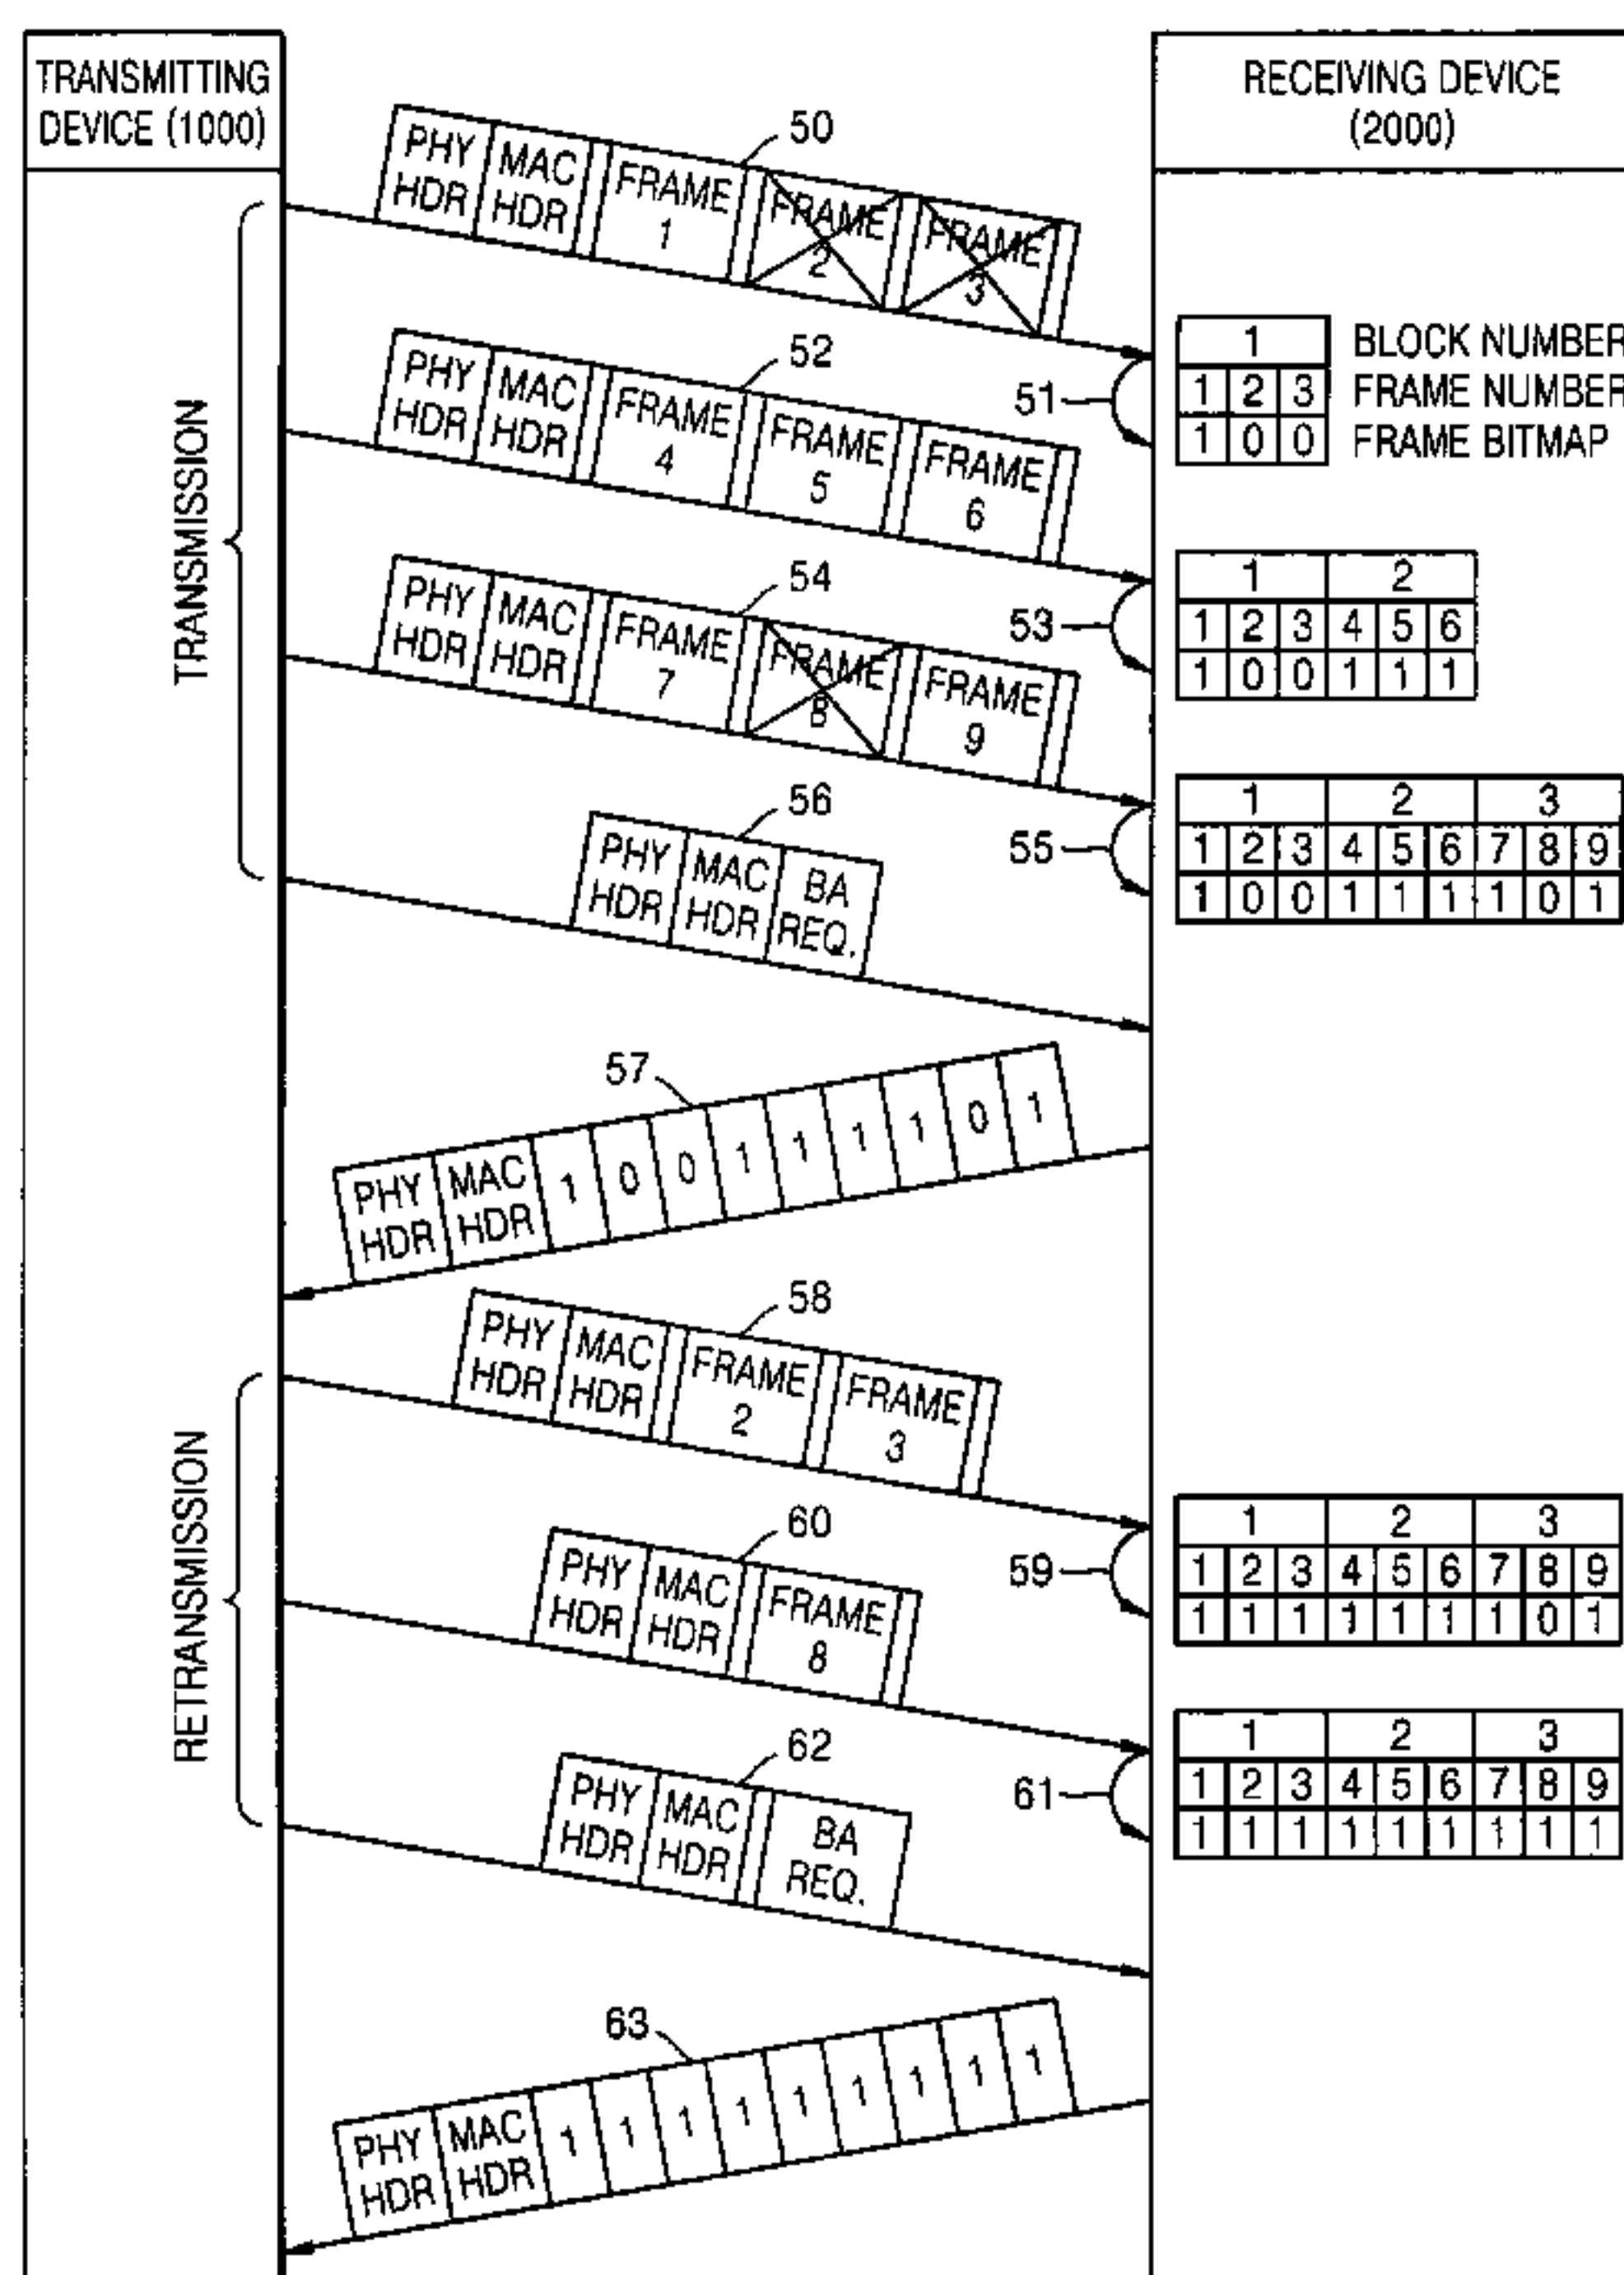 TRANSMITTING
DEVICE (1000)
RECEIVING DEVICE
(2000)
TRANSMISSION
50
PHY HDR MAC HDR FRAME 1 FRAME 2 FRAME 3
51
1 BLOCK NUMBER
1 2 3 FRAME NUMBER
1 0 0 FRAME BITMAP
52
PHY HDR MAC HDR FRAME 4 FRAME 5 FRAME 6
53
1 2
1 2 3 4 5 6
1 0 0 1 1 1
54
PHY HDR MAC HDR FRAME 7 FRAME 8 FRAME 9
55
1 2 3
1 2 3 4 5 6 7 8 9
1 0 0 1 1 1 1 0 1
56
PHY HDR MAC HDR BA REQ.
57
PHY HDR MAC HDR 1 0 0 1 1 1 1 0 1
RETRANSMISSION
58
PHY HDR MAC HDR FRAME 2 FRAME 3
59
1 2 3
1 2 3 4 5 6 7 8 9
1 1 1 1 1 1 1 0 1
60
PHY HDR MAC HDR FRAME 8
61
1 2 3
1 2 3 4 5 6 7 8 9
1 1 1 1 1 1 1 1 1
62
PHY HDR MAC HDR BA REQ.
63
PHY HDR MAC HDR 1 1 1 1 1 1 1 1 1